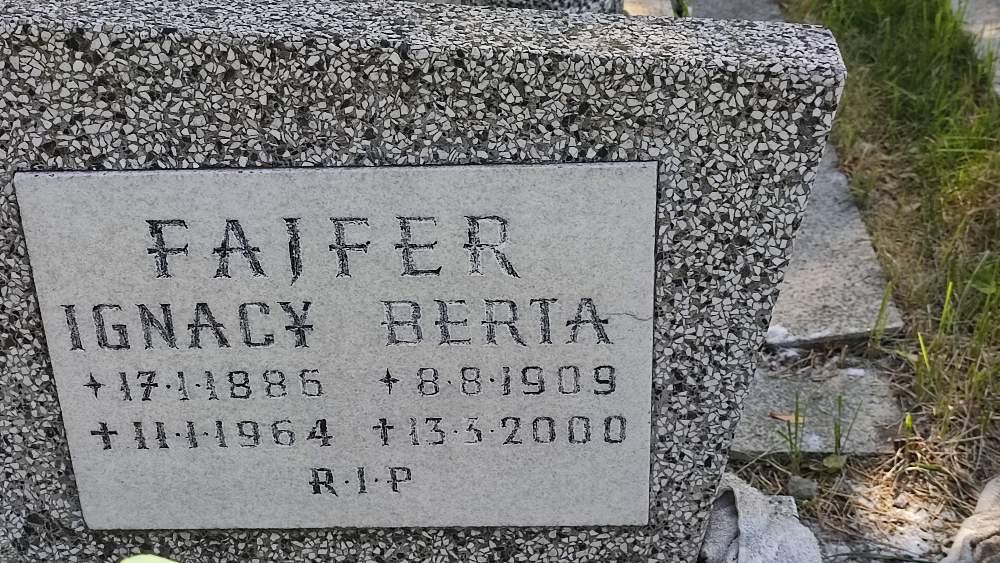 FAJFER
IGNACY BERTA
17·1·1886 8·8·1909
11·1·1964 13·3·2000
R·I·P